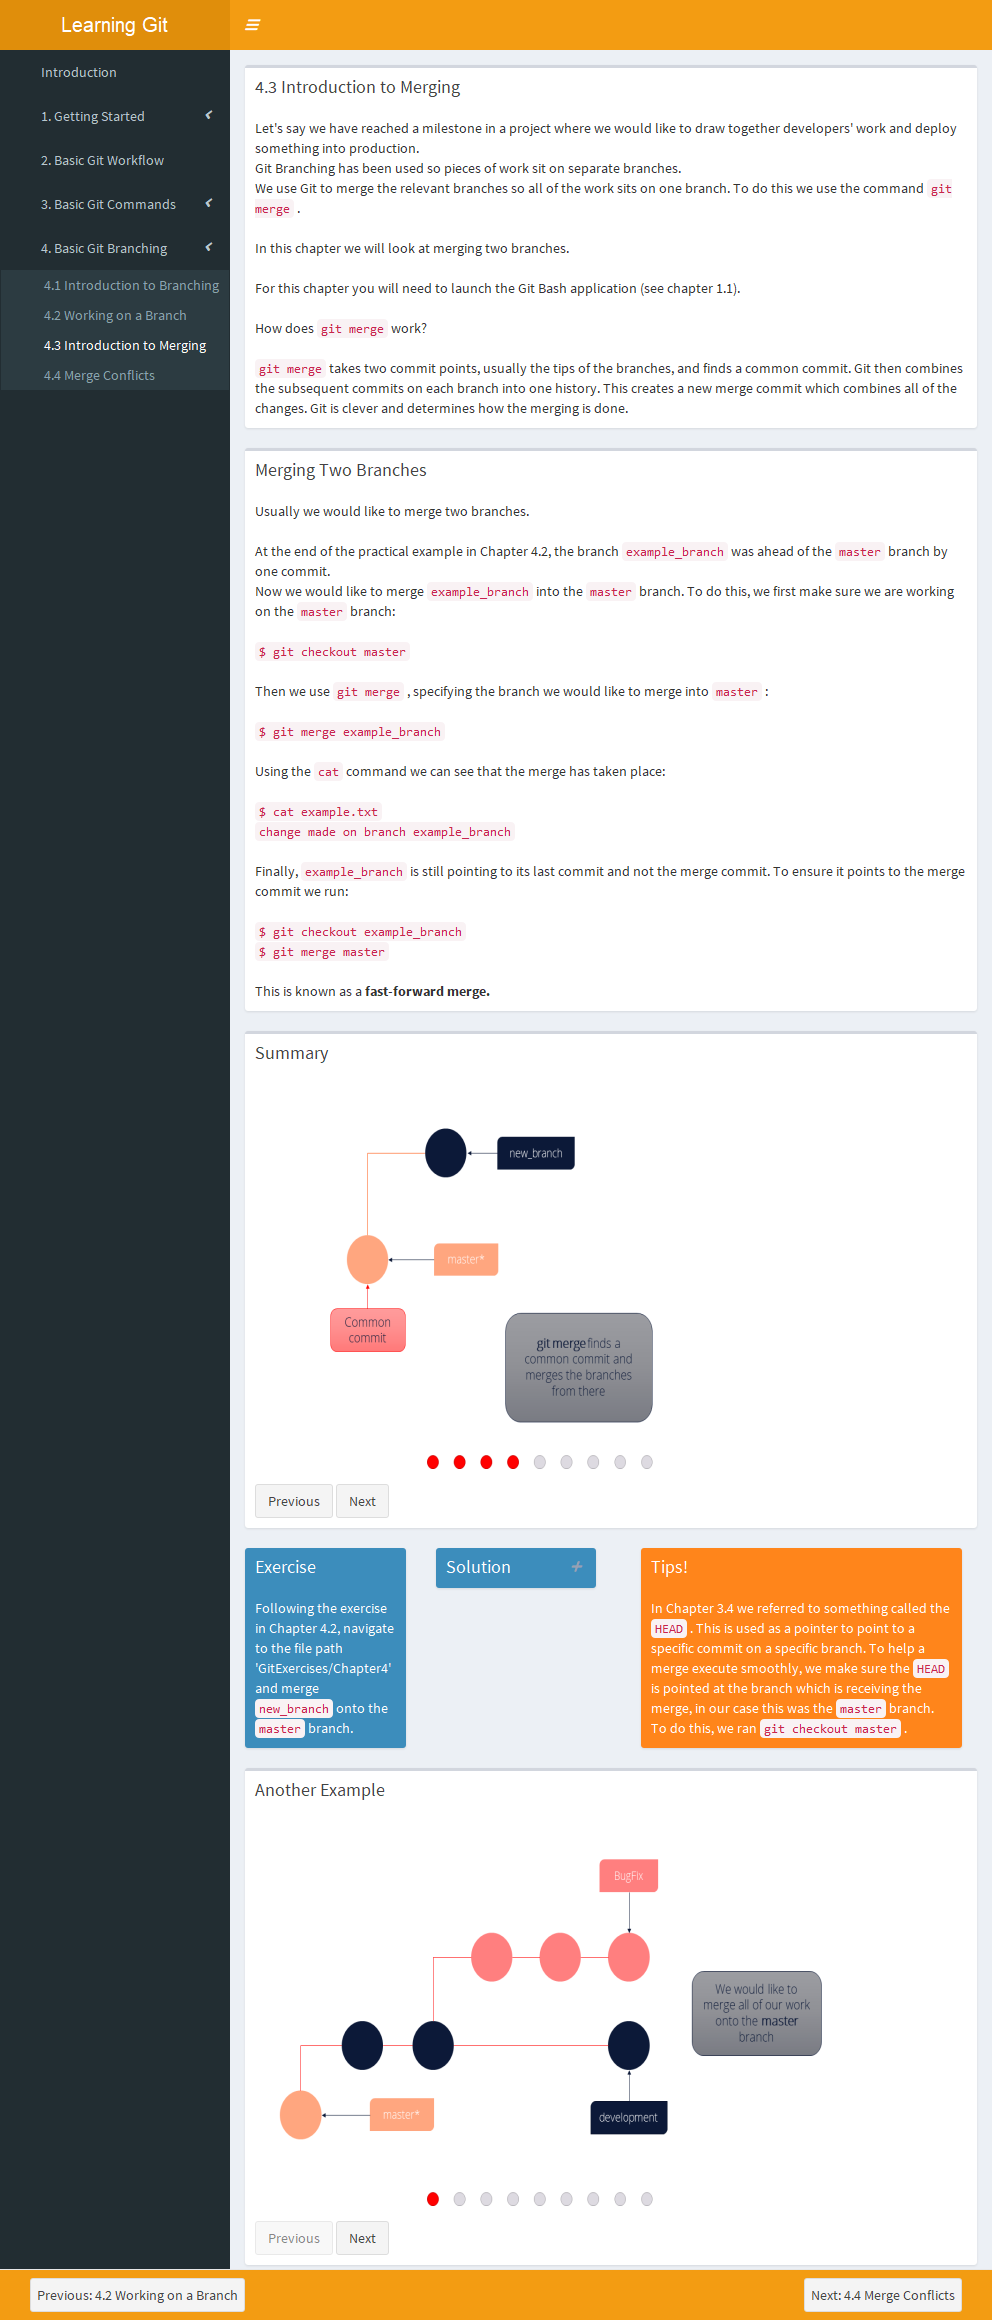 Learning Git
Introduction
1. Getting Started
2. Basic Git Workflow
3. Basic Git Commands
4. Basic Git Branching
4.1 Introduction to Branching
4.2 Working on a Branch
4.3 Introduction to Merging
4.4 Merge Conflicts
4.3 Introduction to Merging
Let's say we have reached a milestone in a project where we would like to draw together developers' work and deploy
something into production.
Git Branching has been used so pieces of work sit on separate branches.
We use Git to merge the relevant branches so all of the work sits on one branch. To do this we use the command git
merge .
In this chapter we will look at merging two branches.
For this chapter you will need to launch the Git Bash application (see chapter 1.1).
How does git merge work?
git merge takes two commit points, usually the tips of the branches, and finds a common commit. Git then combines
the subsequent commits on each branch into one history. This creates a new merge commit which combines all of the
changes. Git is clever and determines how the merging is done.
Merging Two Branches
Usually we would like to merge two branches.
At the end of the practical example in Chapter 4.2, the branch example_branch was ahead of the master branch by
one commit.
Now we would like to merge example_branch into the master branch. To do this, we first make sure we are working
on the master branch:
$ git checkout master
Then we use git merge , specifying the branch we would like to merge into master :
$ git merge example_branch
Using the cat command we can see that the merge has taken place:
$ cat example.txt
change made on branch example_branch
Finally, example_branch is still pointing to its last commit and not the merge commit. To ensure it points to the merge
commit we run:
$ git checkout example_branch
$ git merge master
This is known as a fast-forward merge.
Summary
new_branch
master*
Common
commit
git merge finds a
common commit and
merges the branches
from there
Previous
Next
Exercise
Following the exercise
in Chapter 4.2, navigate
to the file path
'GitExercises/Chapter4'
and merge
new_branch onto the
master branch.
Solution
Tips!
In Chapter 3.4 we referred to something called the
HEAD . This is used as a pointer to point to a
specific commit on a specific branch. To help a
merge execute smoothly, we make sure the HEAD
is pointed at the branch which is receiving the
merge, in our case this was the master branch.
To do this, we ran git checkout master .
Another Example
BugFix
We would like to
merge all of our work
onto the master
branch
master*
development
Previous
Next
Previous: 4.2 Working on a Branch
Next: 4.4 Merge Conflicts